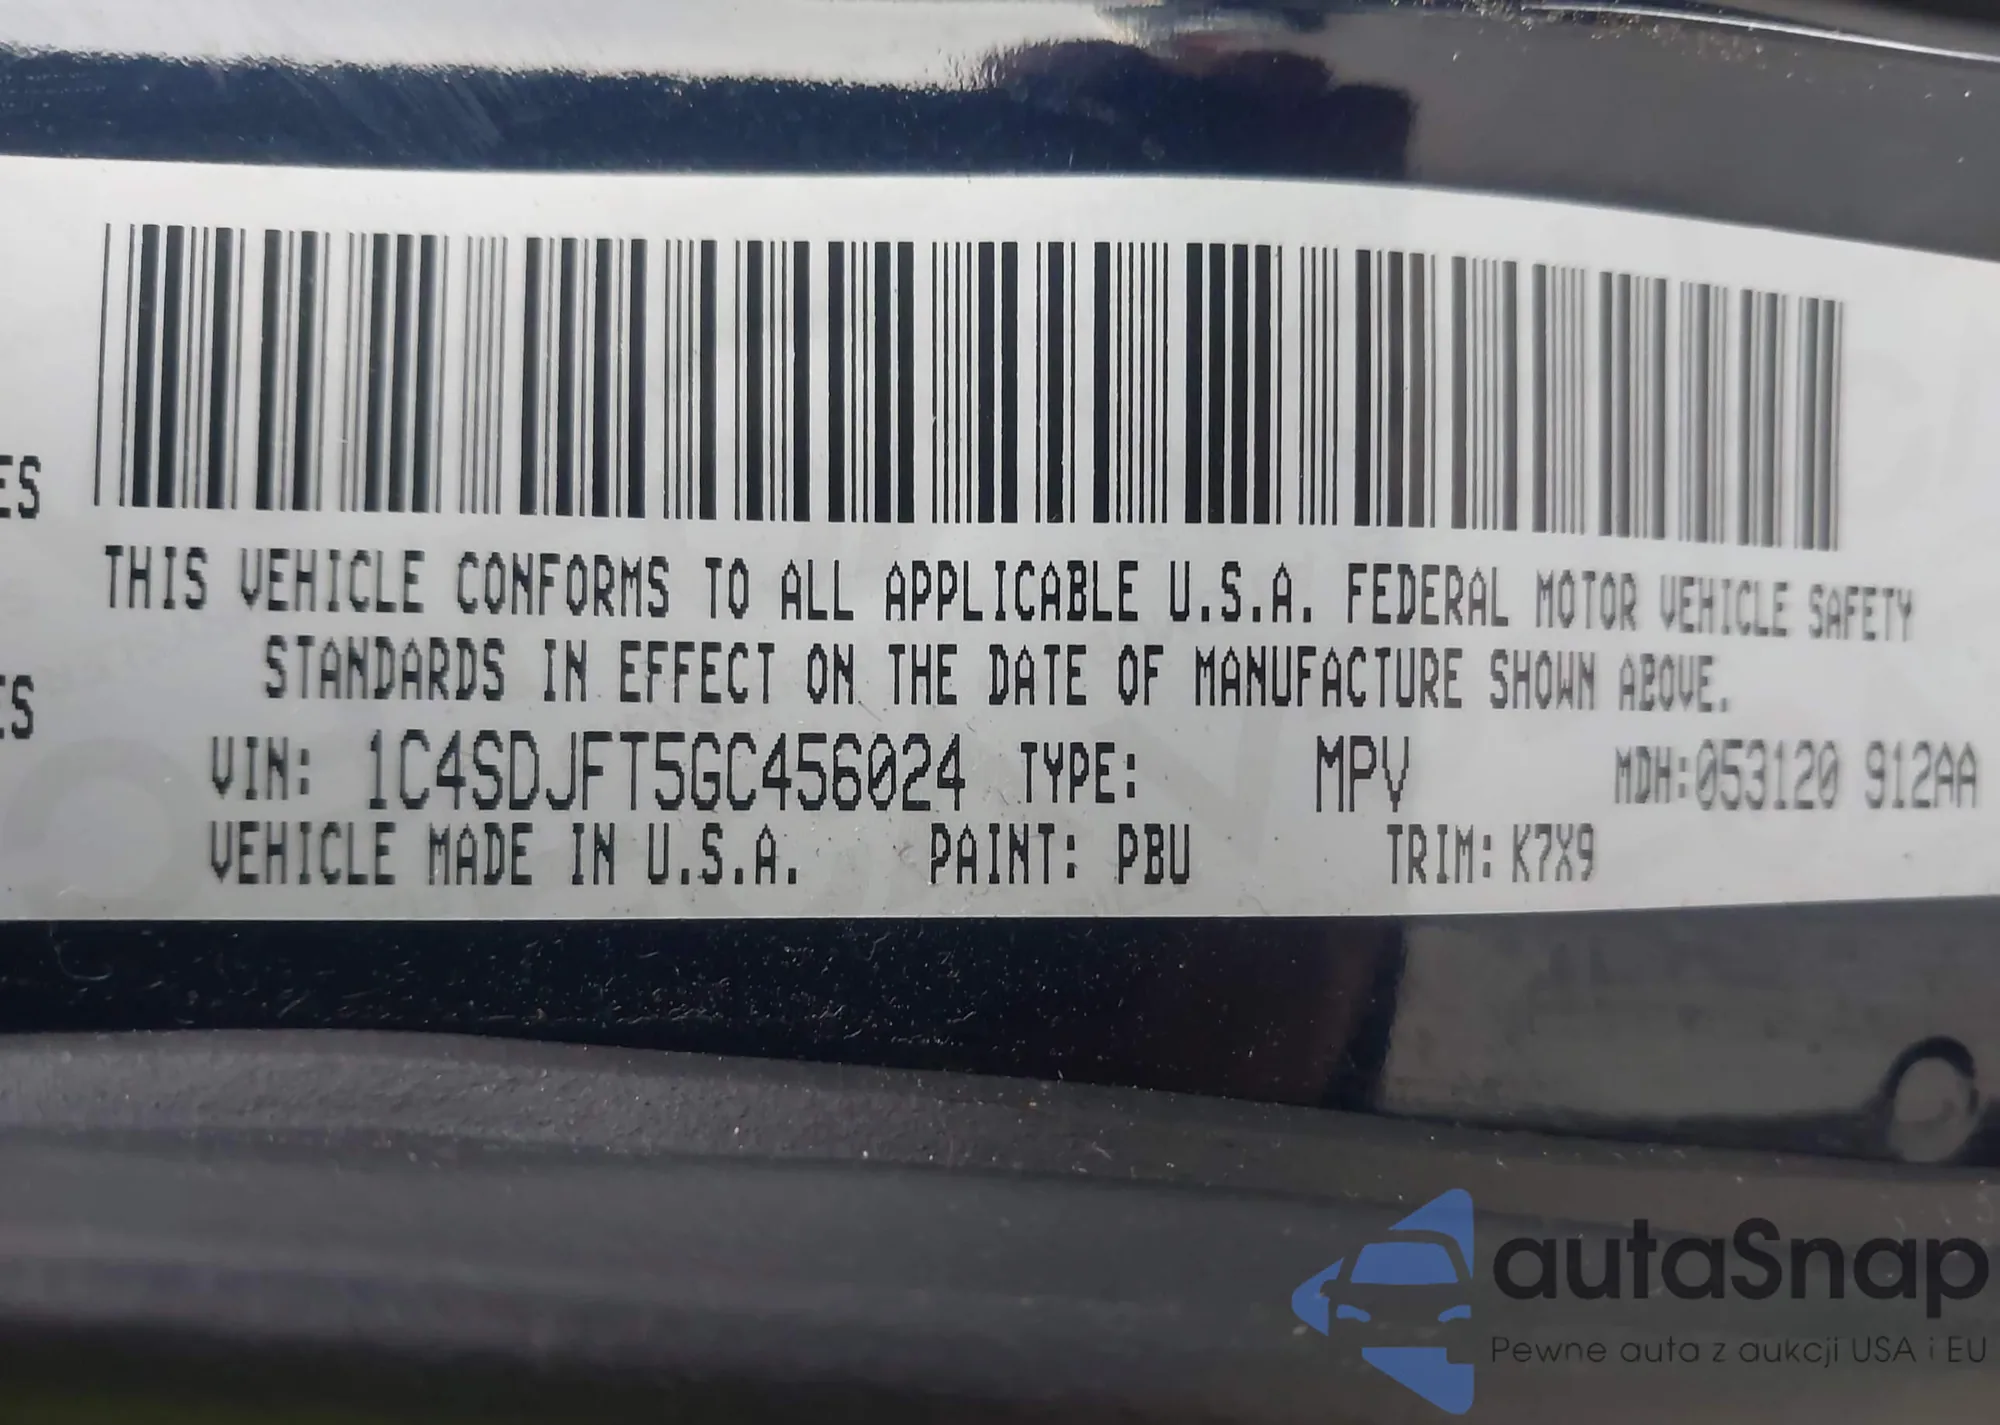 ES
THIS VEHICLE CONFORMS TO ALL APPLICABLE U.S.A. FEDERAL MOTOR VEHICLE SAFETY
STANDARDS IN EFFECT ON THE DATE OF MANUFACTURE SHOWN ABOVE.
ES
VIN: 1C4SDJFT5GC456024 TYPE: MPV MDH:053120 912AA
VEHICLE MADE IN U.S.A. PAINT: PBU TRIM: K7X9
autaSnap
Pewne auta z aukcji USA i EU